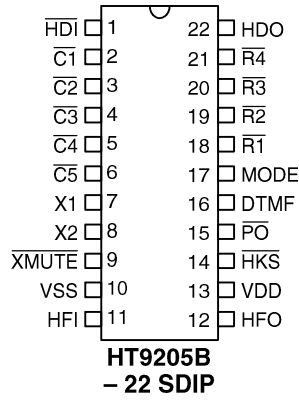 HDI 1 22 HDO
C1 2 21 R4
C2 3 20 R3
C3 4 19 R2
C4 5 18 R1
C5 6 17 MODE
X1 7 16 DTMF
X2 8 15 PO
XMUTE 9 14 HKS
VSS 10 13 VDD
HFI 11 12 HFO
HT9205B
– 22 SDIP